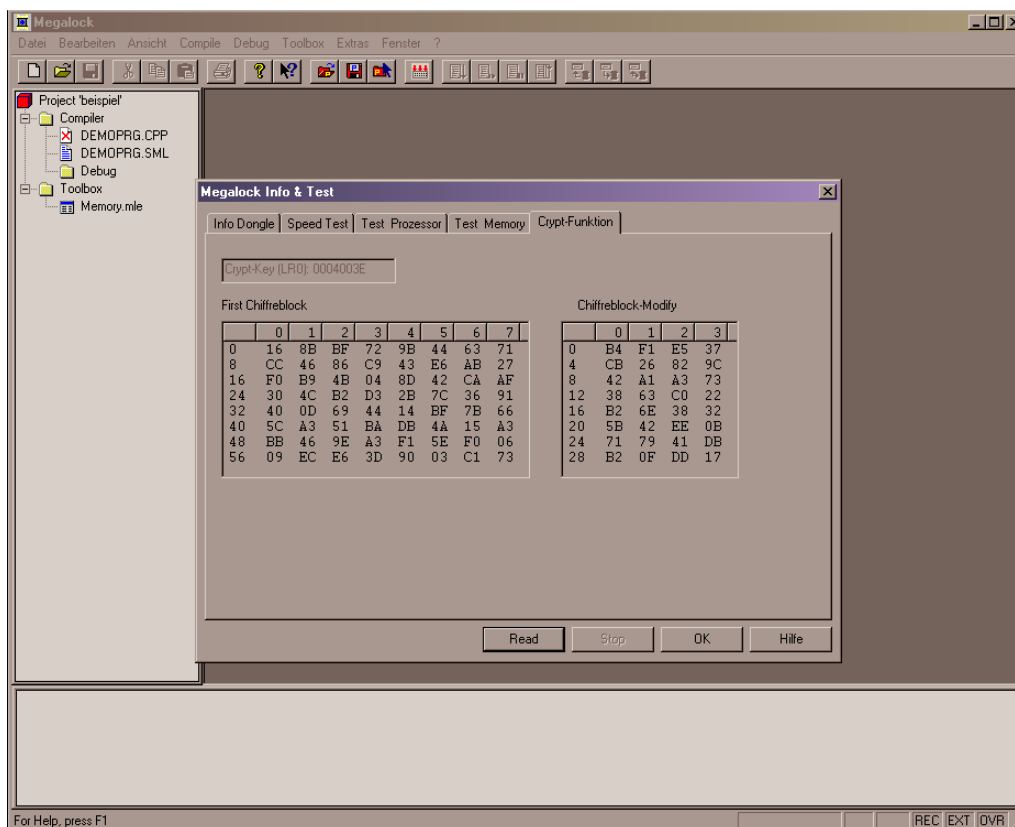 Megalock
Datei Bearbeiten Ansicht Compile Debug Toolbox Extras Fenster ?
Project 'beispiel'
Compiler
DEMOPRG.CPP
DEMOPRG.SML
Debug
Toolbox
Memory.mle
Megalock Info & Test
Info Dongle Speed Test Test Prozessor Test Memory Crypt-Funktion
Crypt-Key (LR0): 0004003E
First Chiffreblock
0 1 2 3 4 5 6 7
0 16 8B BF 72 9B 44 63 71
8 CC 46 86 C9 43 E6 AB 27
16 F0 B9 4B 04 8D 42 CA AF
24 30 4C B2 D3 2B 7C 36 91
32 40 0D 69 44 14 BF 7B 66
40 5C A3 51 BA DB 4A 15 A3
48 BB 46 9E A3 F1 5E F0 06
56 09 EC E6 3D 90 03 C1 73
Chiffreblock-Modify
0 1 2 3
0 B4 F1 E5 37
4 CB 26 82 9C
8 42 A1 A3 73
12 38 63 C0 22
16 B2 6E 38 32
20 5B 42 EE 0B
24 71 79 41 DB
28 B2 0F DD 17
Read Stop OK Hilfe
For Help, press F1
REC EXT OVR